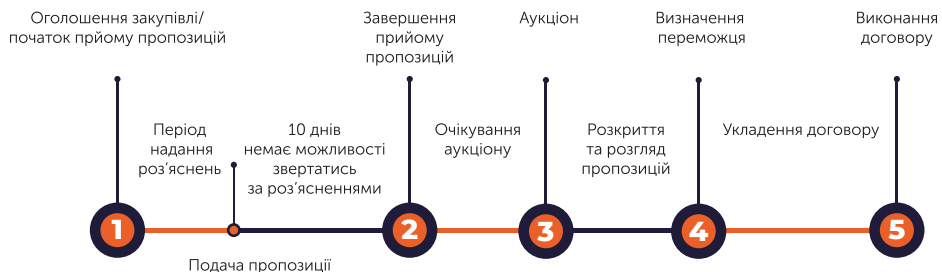 Оголошення закупівлі/
початок прйому пропозицій
Завершення
прийому
пропозицій
Аукціон
Визначення
переможця
Виконання
договору
Період
надання
роз’яснень
10 днів
немає можливості
звертатись
за роз’ясненнями
Очікування
аукціону
Розкриття
та розгляд
пропозицій
Укладення договору
1
2
3
4
5
Подача пропозиції